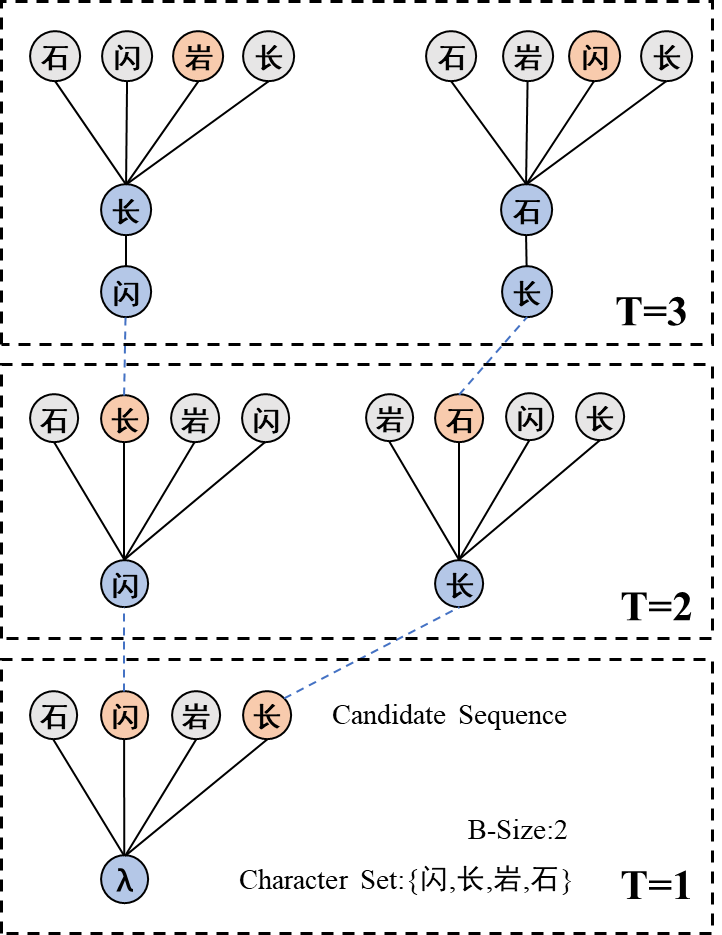 石 闪 岩 长 石 岩 闪 长
长 石
闪 长
T=3
石 长 岩 闪 岩 石 闪 长
闪 长
T=2
石 闪 岩 长 Candidate Sequence
B-Size:2
λ Character Set:{闪,长,岩,石} T=1